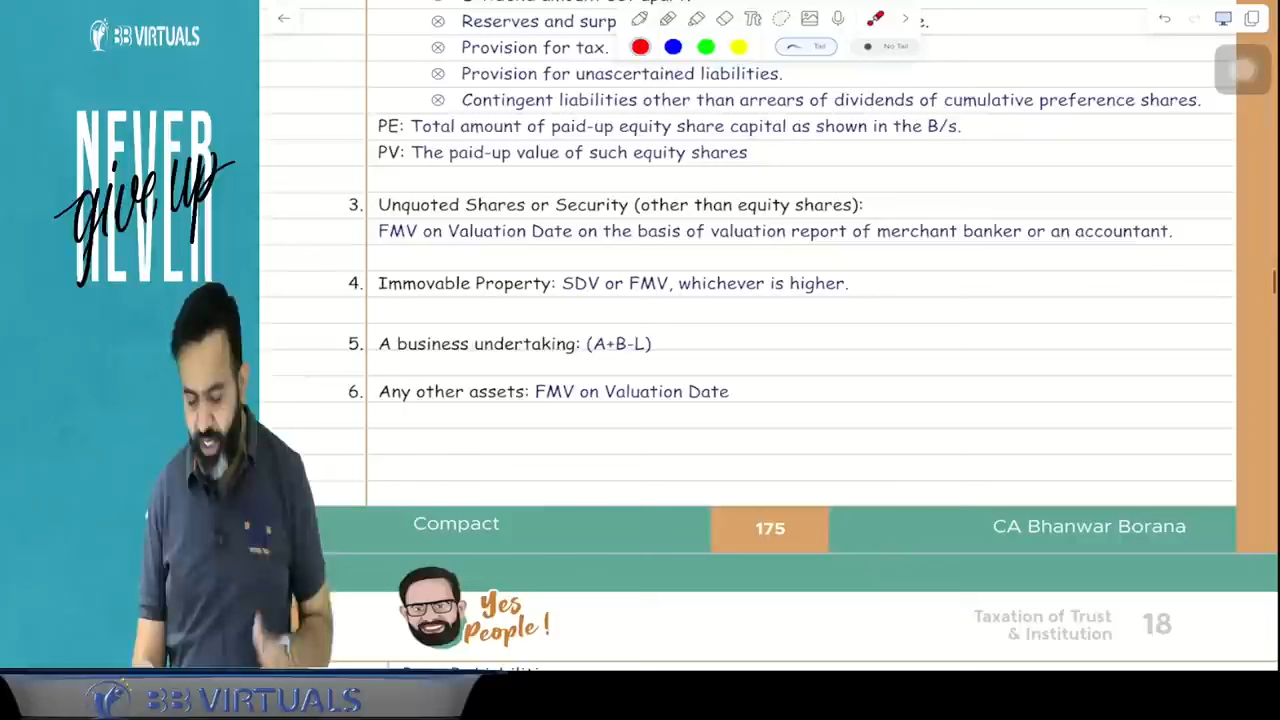 BB VIRTUALS
NEVER
give up
NEVER
Reserves and surp
e.
Provision for tax.
Tail
No Tail
Provision for unascertained liabilities.
Contingent liabilities other than arrears of dividends of cumulative preference shares.
PE: Total amount of paid-up equity share capital as shown in the B/s.
PV: The paid-up value of such equity shares
3. Unquoted Shares or Security (other than equity shares):
FMV on Valuation Date on the basis of valuation report of merchant banker or an accountant.
4. Immovable Property: SDV or FMV, whichever is higher.
5. A business undertaking: (A+B-L)
6. Any other assets: FMV on Valuation Date
Compact
175
CA Bhanwar Borana
Yes
People!
Taxation of Trust
& Institution
18
BB VIRTUALS